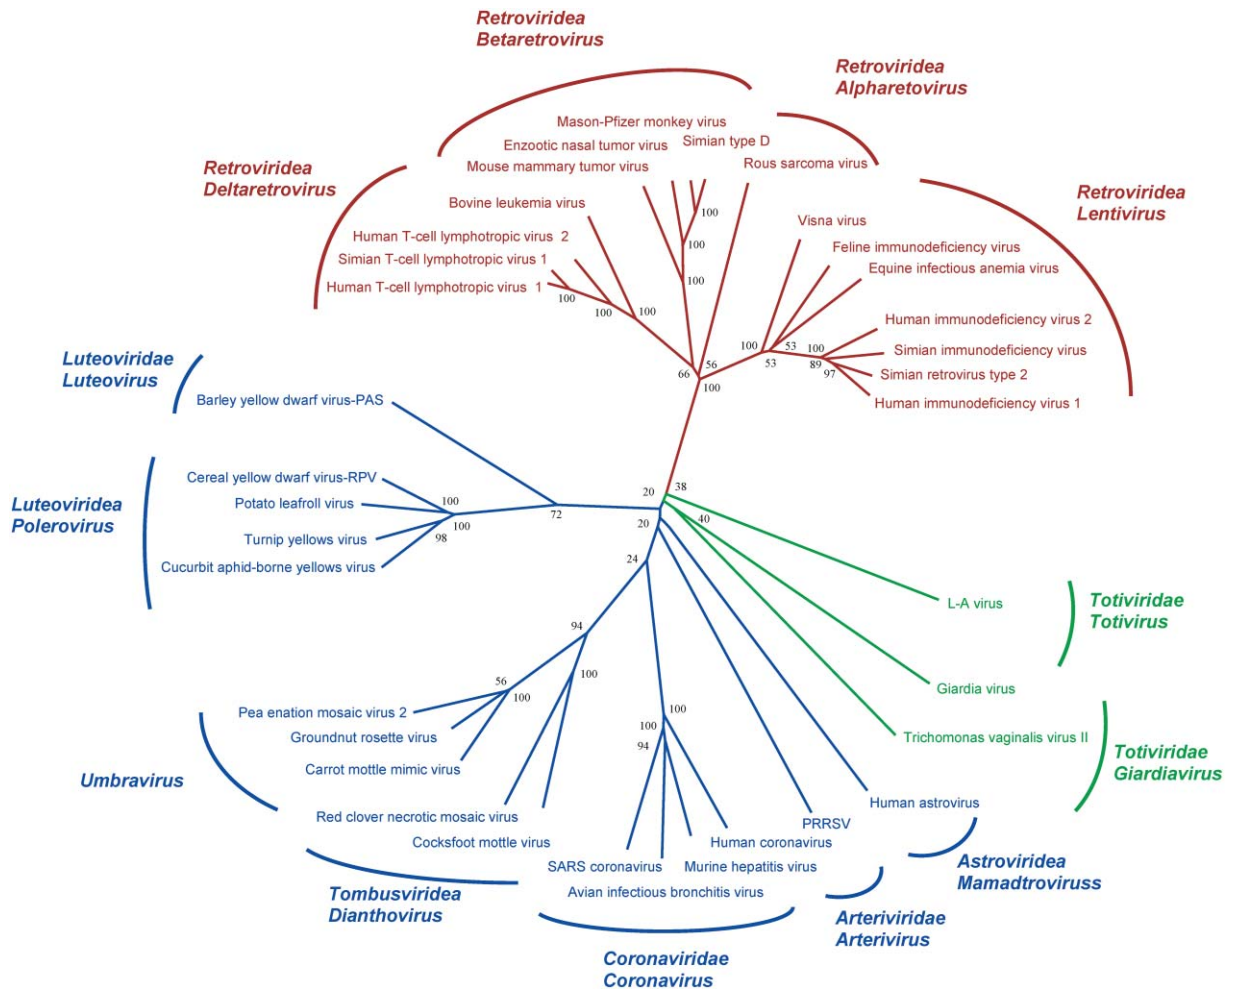 Retroviridea
Betaretrovirus
Retroviridea
Alpharetovirus
Mason-Pfizer monkey virus
Enzootic nasal tumor virus
Simian type D
Mouse mammary tumor virus
Rous sarcoma virus
Retroviridea
Deltaretrovirus
Retroviridea
Lentivirus
Bovine leukemia virus
Human T-cell lymphotropic virus 2
Simian T-cell lymphotropic virus 1
Human T-cell lymphotropic virus 1
100
100
100
100
100
100
Visna virus
Feline immunodeficiency virus
Equine infectious anemia virus
Human immunodeficiency virus 2
Simian immunodeficiency virus
Simian retrovirus type 2
Human immunodeficiency virus 1
100
53
53
100
89
97
66
56
100
Luteoviridae
Luteovirus
Barley yellow dwarf virus-PAS
Luteoviridea
Polerovirus
Cereal yellow dwarf virus-RPV
Potato leafroll virus
Turnip yellows virus
Cucurbit aphid-borne yellows virus
100
100
98
72
20
38
20
40
24
L-A virus
Totiviridae
Totivirus
Giardia virus
Trichomonas vaginalis virus II
Totiviridae
Giardiavirus
94
56
100
100
Pea enation mosaic virus 2
Groundnut rosette virus
Carrot mottle mimic virus
Umbravirus
Red clover necrotic mosaic virus
Cocksfoot mottle virus
Tombusviridea
Dianthovirus
100
100
94
SARS coronavirus
Avian infectious bronchitis virus
Murine hepatitis virus
Human coronavirus
Coronaviridae
Coronavirus
PRRSV
Arteriviridae
Arterivirus
Human astrovirus
Astroviridea
Mamadtroviruss